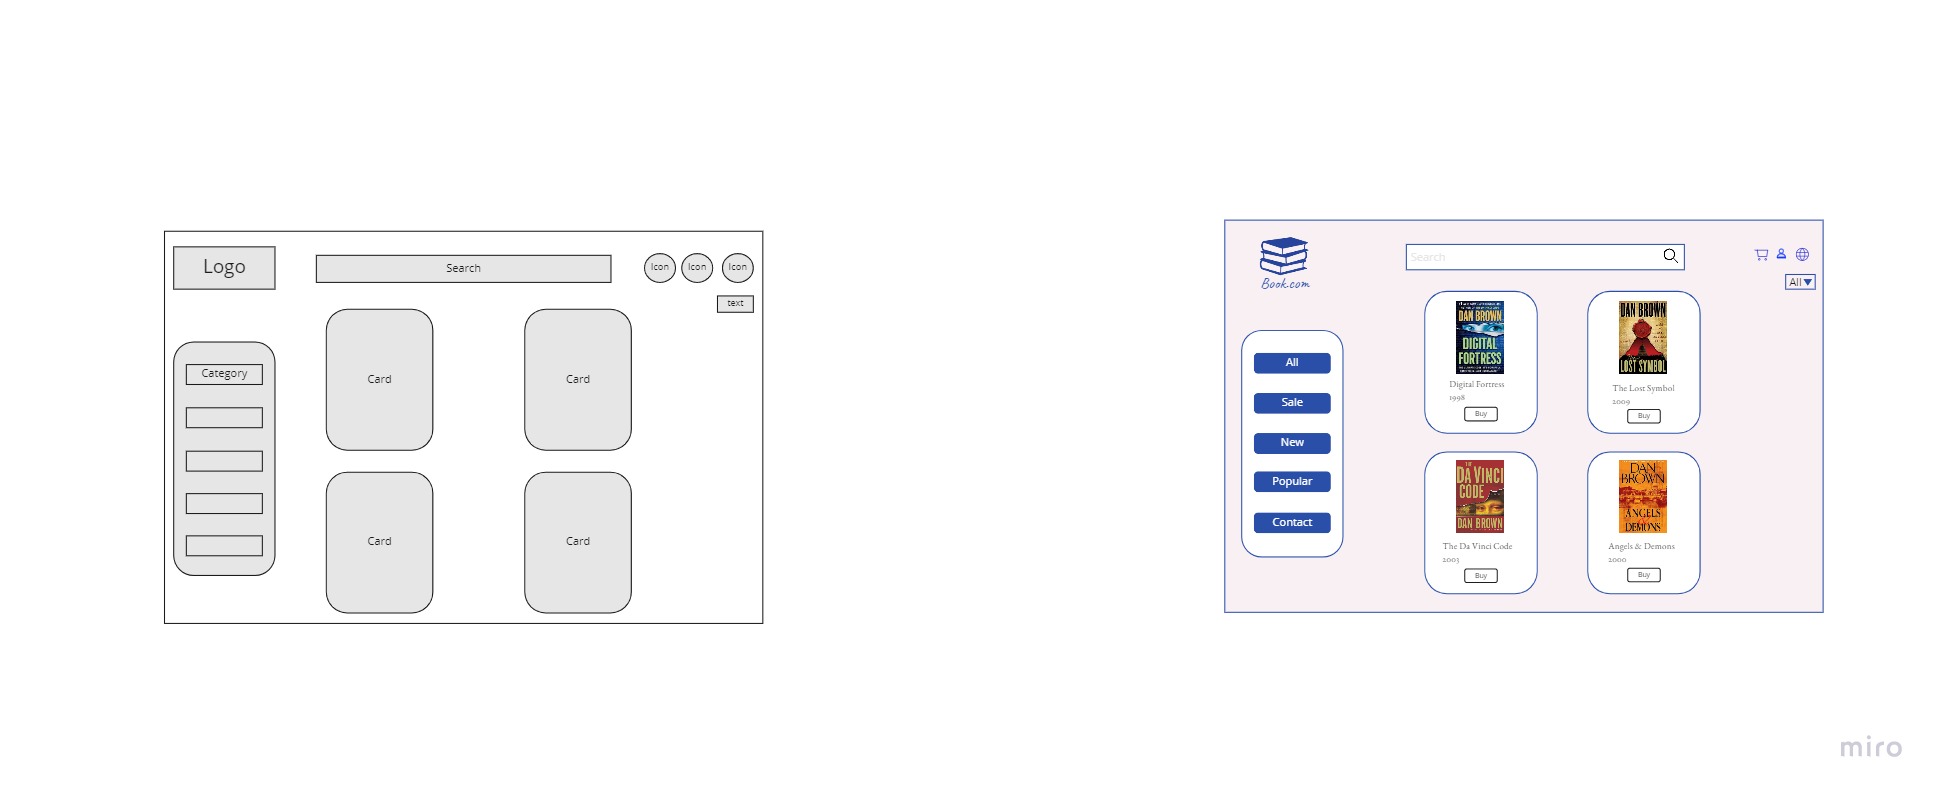 Logo
Search
Icon
Icon
Icon
text
Category
Card
Card
Card
Card
Book.com
Search
All
All
Sale
New
Popular
Contact
DAN BROWN
DIGITAL
FORTRESS
Digital Fortress
1998
Buy
DAN BROWN
LOST SYMBOL
The Lost Symbol
2009
Buy
THE
DA VINCI
CODE
DAN BROWN
The Da Vinci Code
2003
Buy
DAN
BROWN
ANGELS
DEMONS
Angels & Demons
2000
Buy
miro